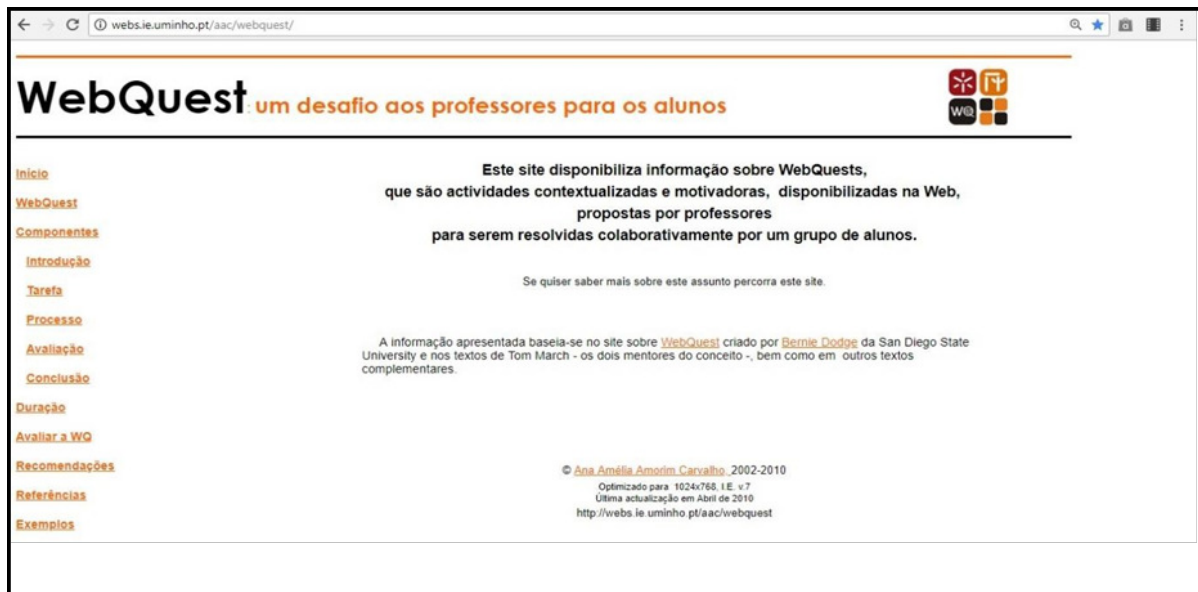 webs.ie.uminho.pt/aac/webquest/
WebQuest: um desafio aos professores para os alunos
WQ
Início
WebQuest
Componentes
Introdução
Tarefa
Processo
Avaliação
Conclusão
Duração
Avaliar a WQ
Recomendações
Referências
Exemplos
Este site disponibiliza informação sobre WebQuests,
que são actividades contextualizadas e motivadoras, disponibilizadas na Web,
propostas por professores
para serem resolvidas colaborativamente por um grupo de alunos.
Se quiser saber mais sobre este assunto percorra este site.
A informação apresentada baseia-se no site sobre WebQuest criado por Bernie Dodge da San Diego State
University e nos textos de Tom March - os dois mentores do conceito -, bem como em outros textos
complementares.
© Ana Amélia Amorim Carvalho, 2002-2010
Optimizado para 1024x768, I.E. v.7
Última actualização em Abril de 2010
http://webs.ie.uminho.pt/aac/webquest